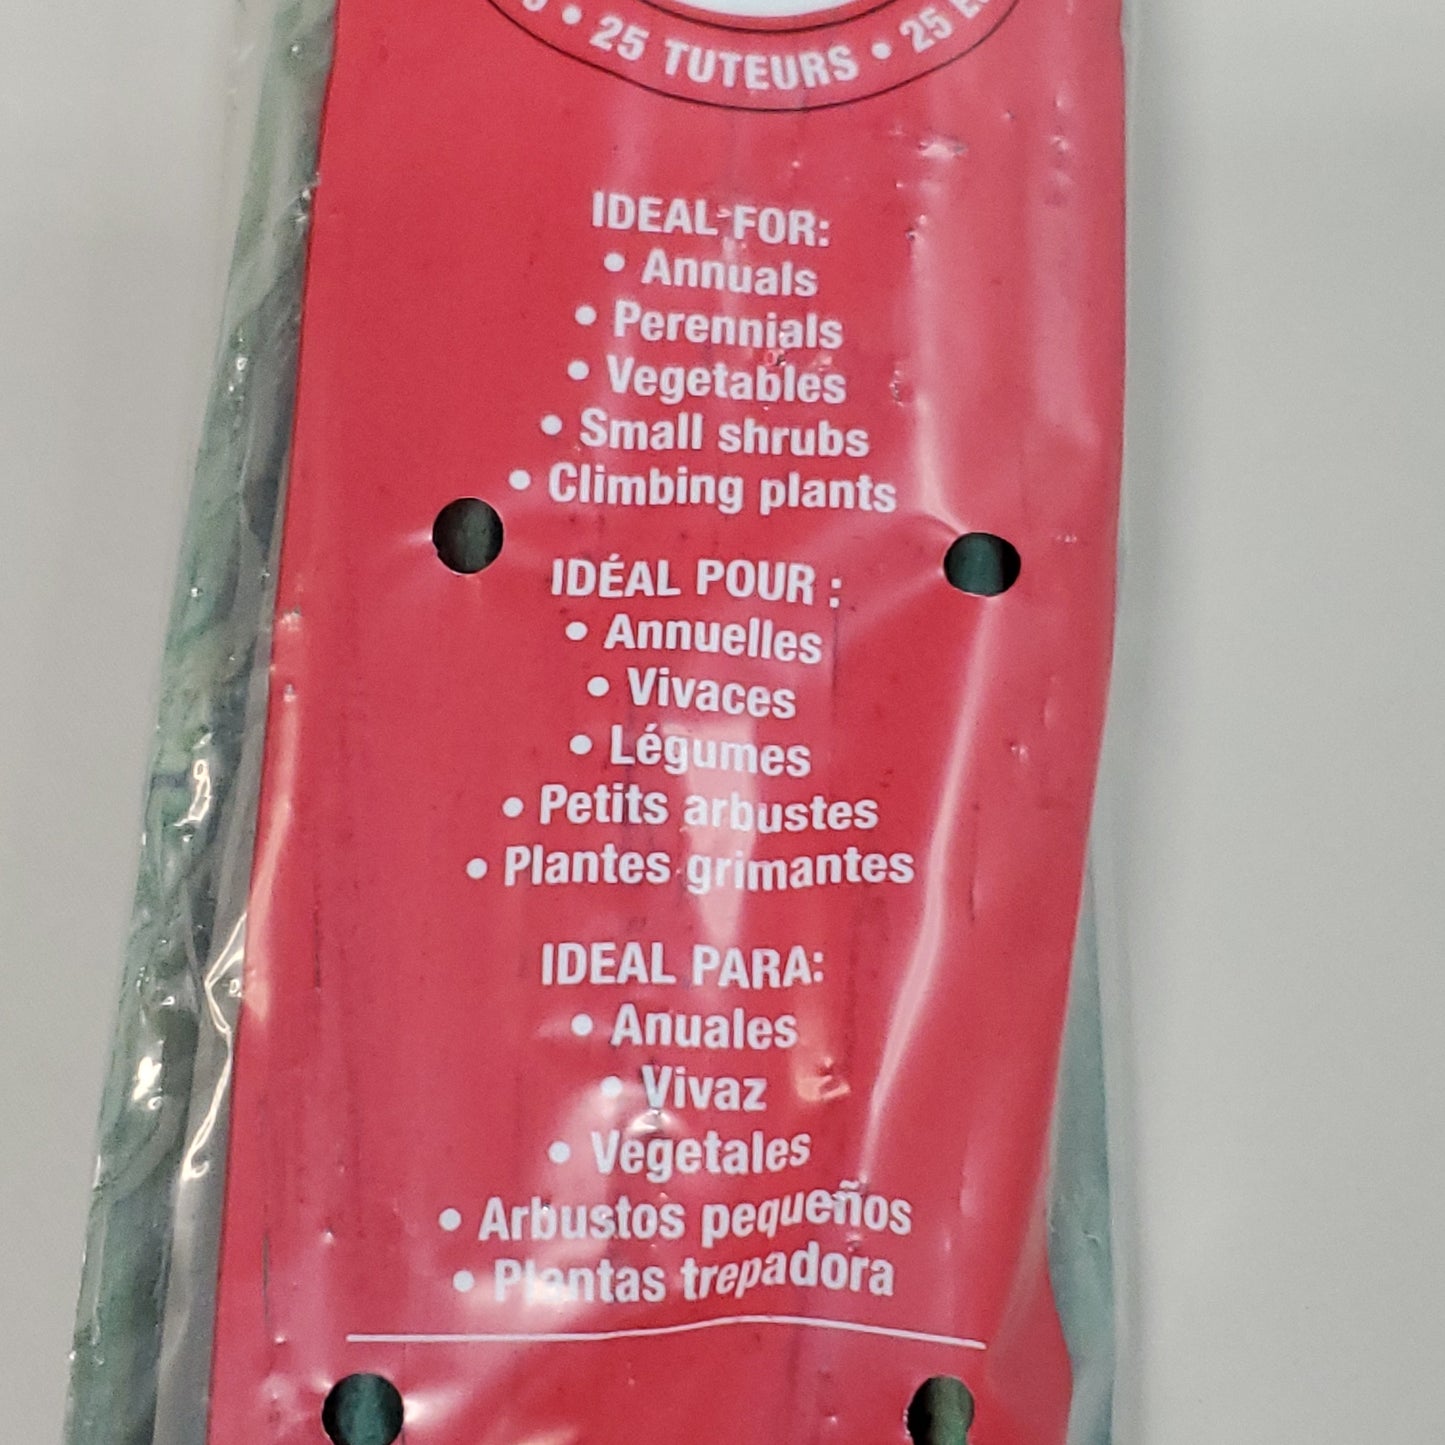 • 25 TUTEURS • 25
IDEAL FOR:
• Annuals
• Perennials
• Vegetables
• Small shrubs
• Climbing plants
IDÉAL POUR :
• Annuelles
• Vivaces
• Légumes
• Petits arbustes
• Plantes grimantes
IDEAL PARA:
• Anuales
• Vivaz
• Vegetales
• Arbustos pequeños
• Plantas trepadora